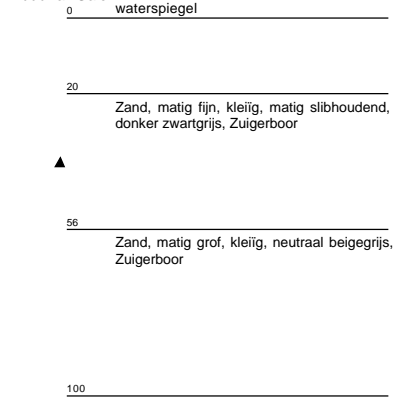 waterspiegel
0
20
Zand, matig fijn, kleiïg, matig slibhoudend,
donker zwartgrijs, Zuigerboor
56
Zand, matig grof, kleiïg, neutraal beigegrijs,
Zuigerboor
100